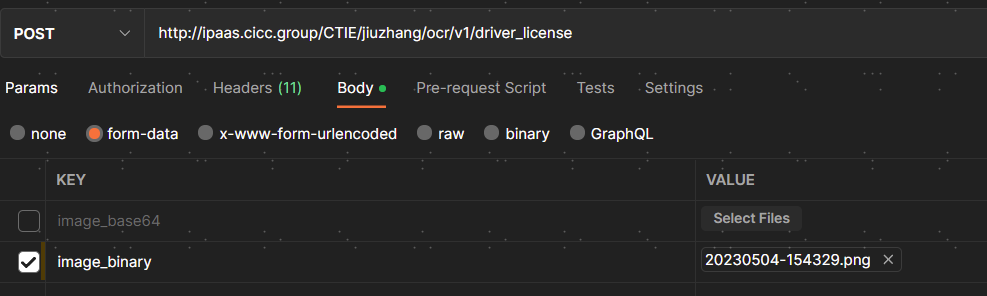 POST http://ipaas.cicc.group/CTIE/jiuzhang/ocr/v1/driver_license
Params Authorization Headers (11) Body Pre-request Script Tests Settings
none form-data x-www-form-urlencoded raw binary GraphQL
KEY VALUE
image_base64 Select Files
image_binary 20230504-154329.png